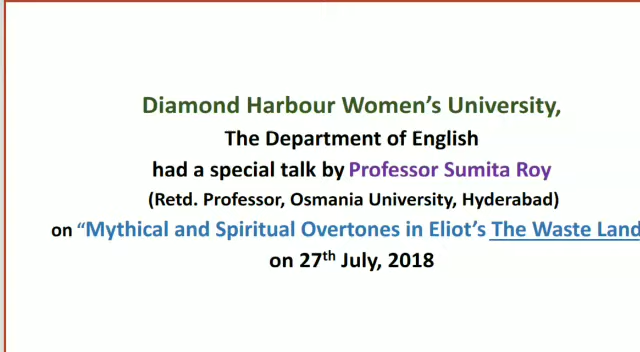 Diamond Harbour Women's University,
The Department of English
had a special talk by Professor Sumita Roy
(Retd. Professor, Osmania University, Hyderabad)
on “Mythical and Spiritual Overtones in Eliot's The Waste Land
on 27th July, 2018